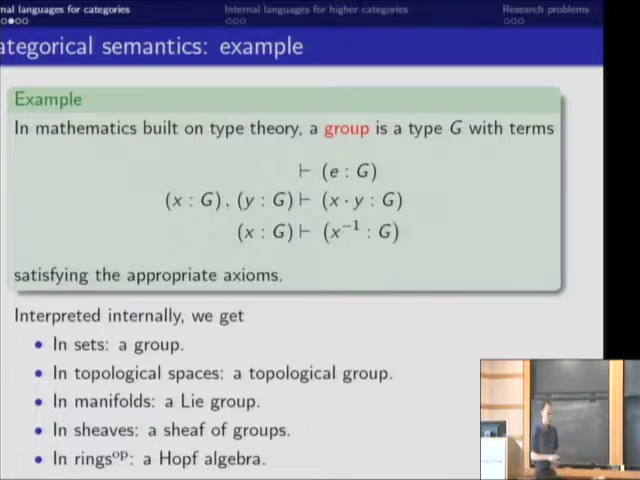 nal languages for categories Internal languages for higher categories Research problems
ategorical semantics: example
Example
In mathematics built on type theory, a group is a type G with terms
⊢ (e : G)
(x : G), (y : G) ⊢ (x · y : G)
(x : G) ⊢ (x⁻¹ : G)
satisfying the appropriate axioms.
Interpreted internally, we get
• In sets: a group.
• In topological spaces: a topological group.
• In manifolds: a Lie group.
• In sheaves: a sheaf of groups.
• In ringsᵒᵖ: a Hopf algebra.